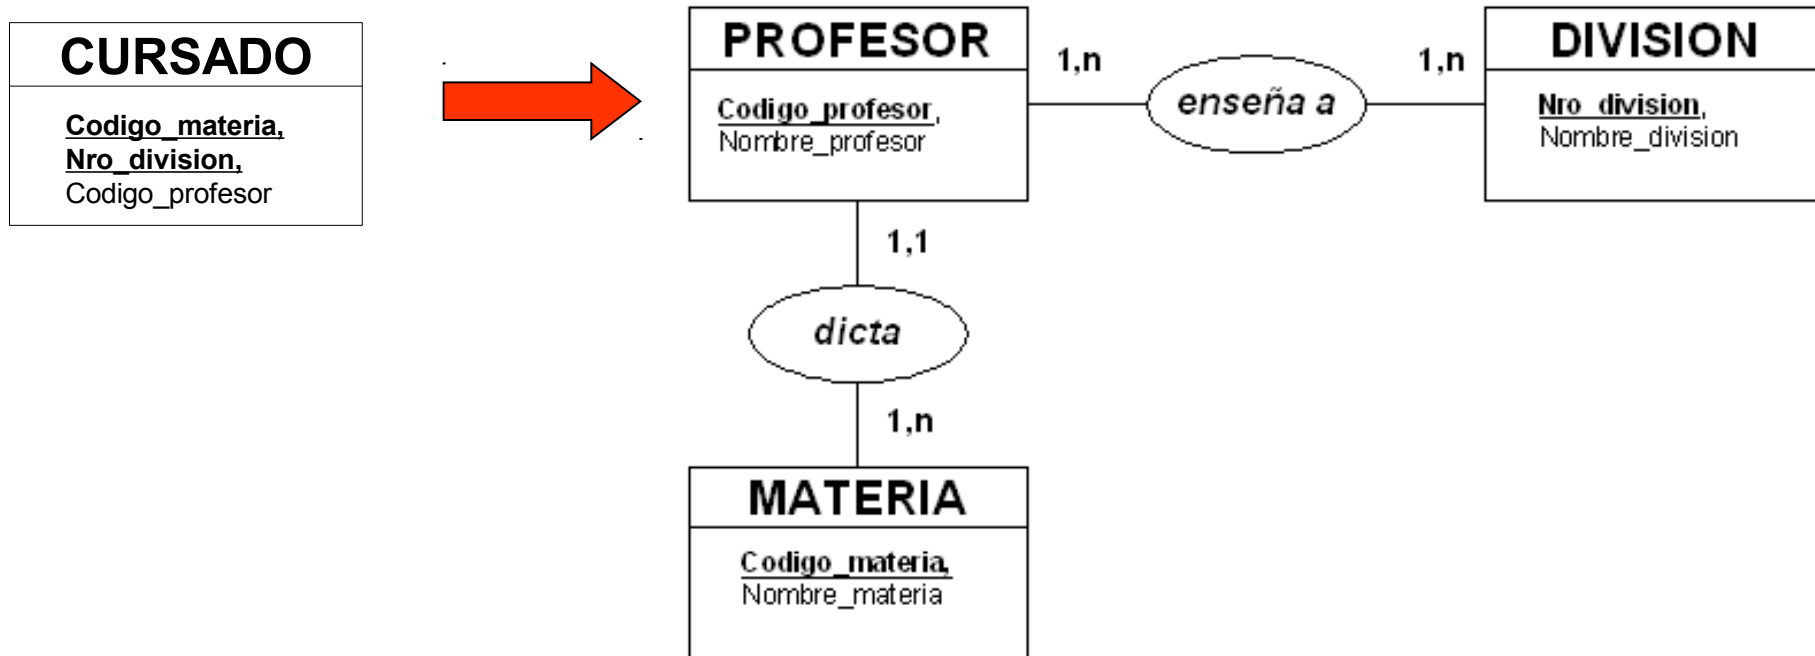 CURSADO
Codigo_materia,
Nro_division,
Codigo_profesor
PROFESOR
Codigo_profesor,
Nombre_profesor
1,n
enseña a
1,n
DIVISION
Nro_division,
Nombre_division
1,1
dicta
1,n
MATERIA
Codigo_materia,
Nombre_materia